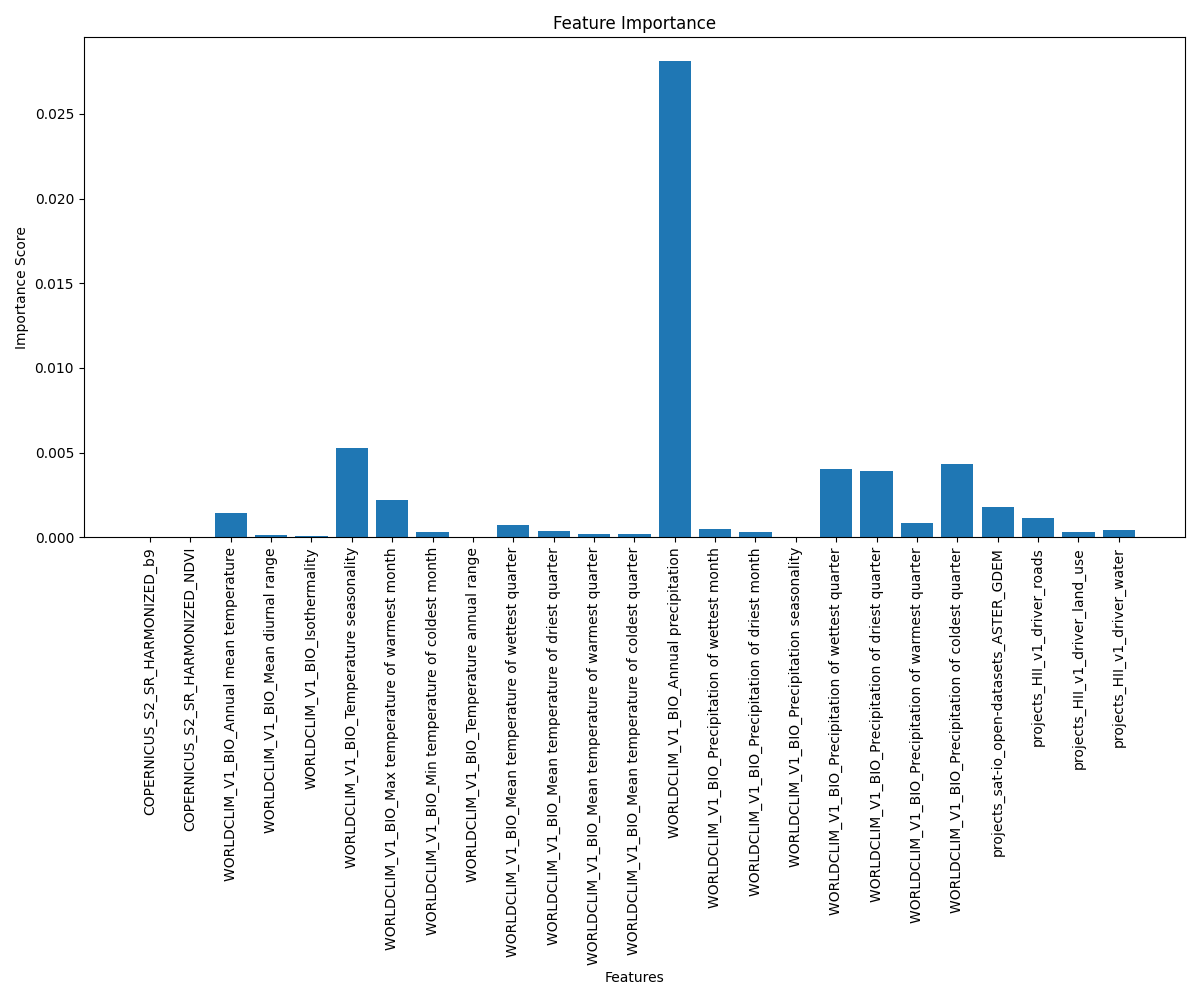 Feature Importance
Importance Score
0.025
0.020
0.015
0.010
0.005
0.000
COPERNICUS_S2_SR_HARMONIZED_b9
COPERNICUS_S2_SR_HARMONIZED_NDVI
WORLDCLIM_V1_BIO_Annual mean temperature
WORLDCLIM_V1_BIO_Mean diurnal range
WORLDCLIM_V1_BIO_Isothermality
WORLDCLIM_V1_BIO_Temperature seasonality
WORLDCLIM_V1_BIO_Max temperature of warmest month
WORLDCLIM_V1_BIO_Min temperature of coldest month
WORLDCLIM_V1_BIO_Temperature annual range
WORLDCLIM_V1_BIO_Mean temperature of wettest quarter
WORLDCLIM_V1_BIO_Mean temperature of driest quarter
WORLDCLIM_V1_BIO_Mean temperature of warmest quarter
WORLDCLIM_V1_BIO_Mean temperature of coldest quarter
WORLDCLIM_V1_BIO_Annual precipitation
WORLDCLIM_V1_BIO_Precipitation of wettest month
WORLDCLIM_V1_BIO_Precipitation of driest month
WORLDCLIM_V1_BIO_Precipitation seasonality
WORLDCLIM_V1_BIO_Precipitation of wettest quarter
WORLDCLIM_V1_BIO_Precipitation of driest quarter
WORLDCLIM_V1_BIO_Precipitation of warmest quarter
WORLDCLIM_V1_BIO_Precipitation of coldest quarter
projects_sat-io_open-datasets_ASTER_GDEM
projects_HII_v1_driver_roads
projects_HII_v1_driver_land_use
projects_HII_v1_driver_water
Features